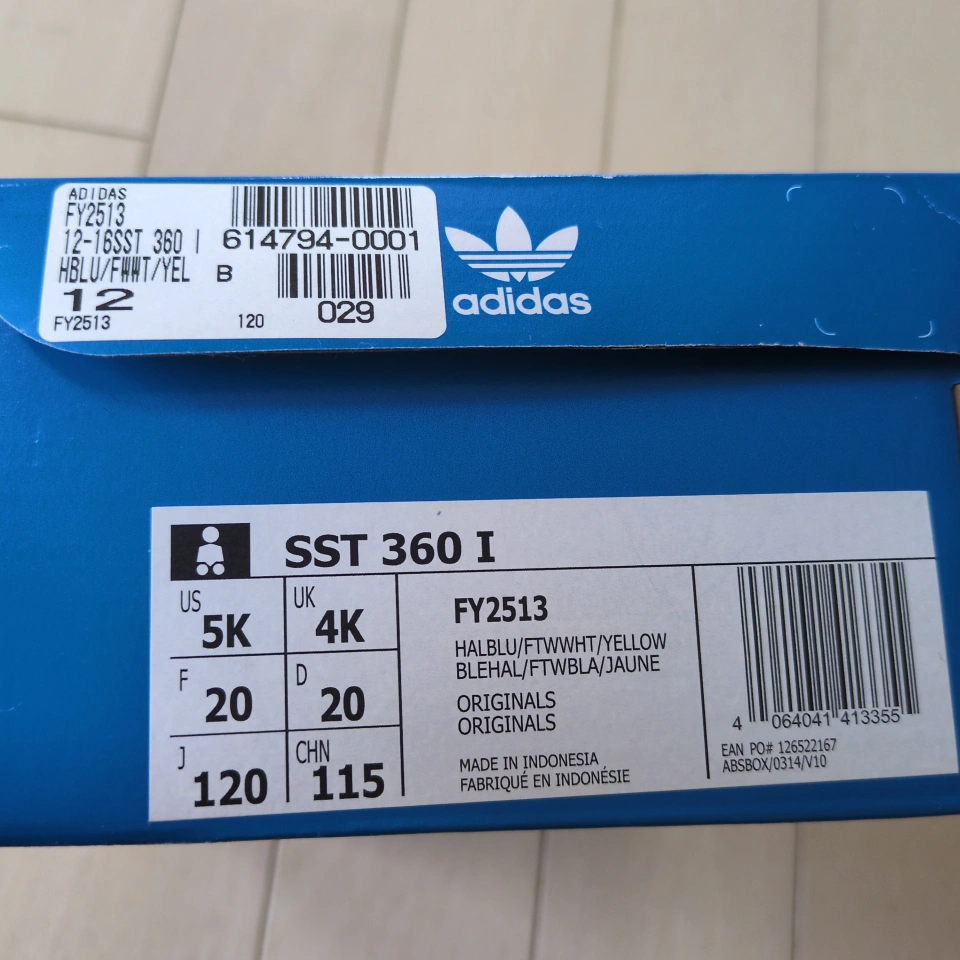 ADIDAS
FY2513
12-16SST 360 I
HBLU/FWWT/YEL B
12
FY2513 120
614794-0001
029
adidas
SST 360 I
US 5K
UK 4K
F 20
D 20
J 120
CHN 115
FY2513
HALBLU/FTWWHT/YELLOW
BLEHAL/FTWBLA/JAUNE
ORIGINALS
ORIGINALS
MADE IN INDONESIA
FABRIQUÉ EN INDONÉSIE
4 064041 413355
EAN PO# 126522167
ABSBOX/0314/V10